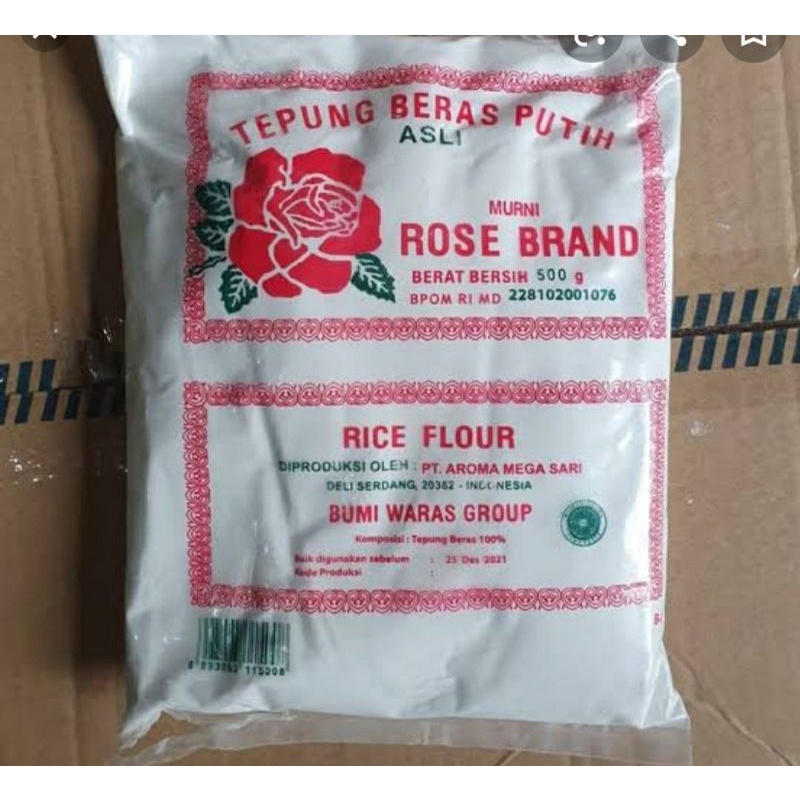 TEPUNG BERAS PUTIH
ASLI
MURNI
ROSE BRAND
BERAT BERSIH 500 g
BPOM RI MD 228102001076
RICE FLOUR
DIPRODUKSI OLEH : PT. AROMA MEGA SARI
DELI SERDANG, 20362 - INDONESIA
BUMI WARAS GROUP
Komposisi : Tepung Beras 100%
Baik digunakan sebelum : 25 Des 2021
Kode Produksi :
115008